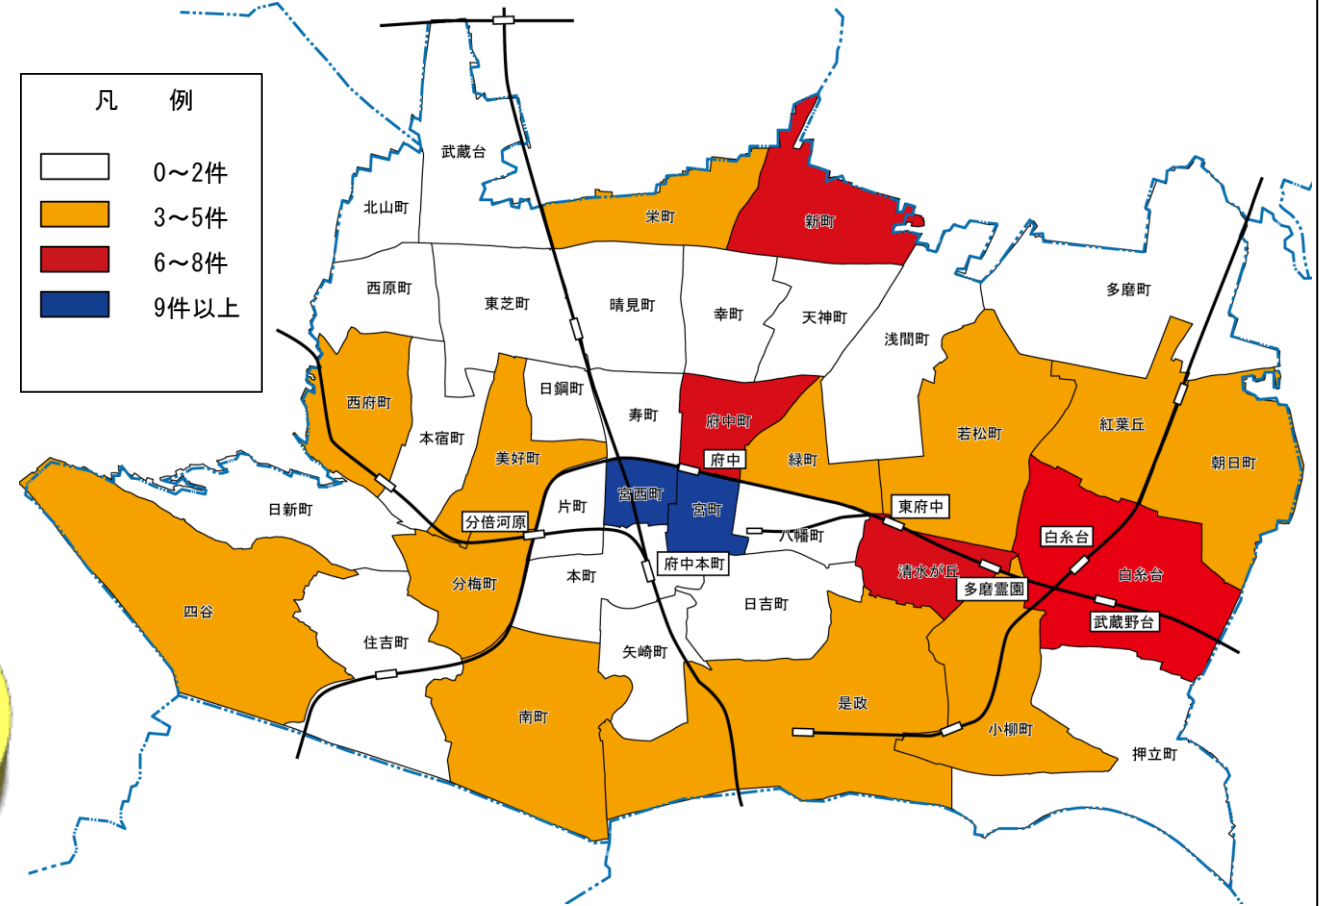 凡 例
0～2件
3～5件
6～8件
9件以上
武蔵台
北山町
栄町
新町
西原町
東芝町
晴見町
幸町
天神町
浅間町
多磨町
西府町
本宿町
日鋼町
寿町
府中町
美好町
緑町
若松町
紅葉丘
朝日町
府中
宮西町
宮町
片町
日新町
分倍河原
東府中
八幡町
白糸台
府中本町
本町
分梅町
清水が丘
多磨霊園
白糸台
四谷
日吉町
武蔵野台
住吉町
矢崎町
南町
是政
小柳町
押立町